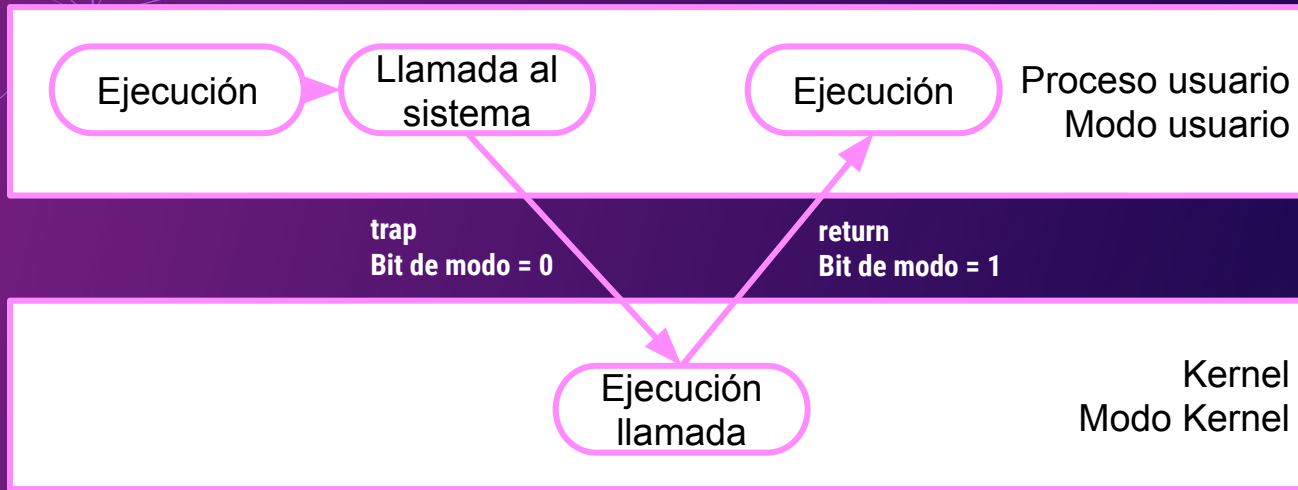 Ejecución
Llamada al
sistema
Ejecución
Proceso usuario
Modo usuario
trap
Bit de modo = 0
return
Bit de modo = 1
Ejecución
llamada
Kernel
Modo Kernel